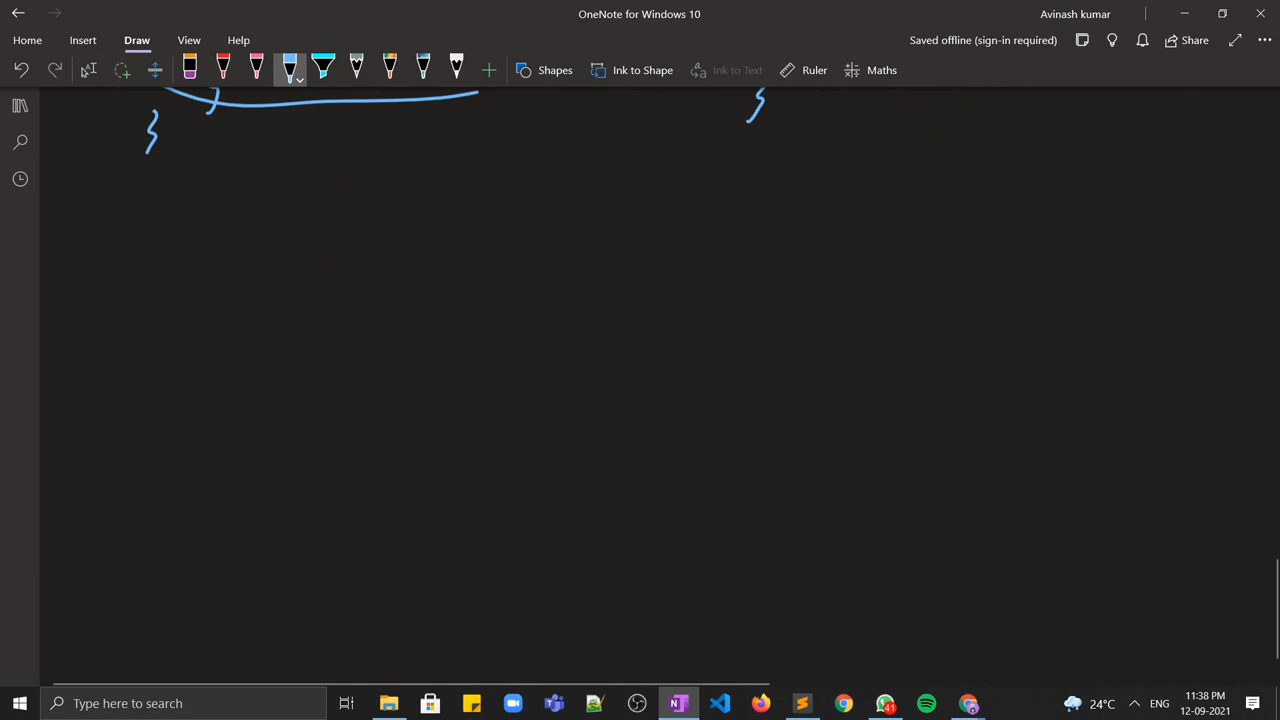 OneNote for Windows 10
Avinash kumar
Home Insert Draw View Help
Saved offline (sign-in required)
Share
Shapes
Ink to Shape
Ink to Text
Ruler
Maths
Type here to search
N
41
24°C
ENG
11:38 PM
12-09-2021